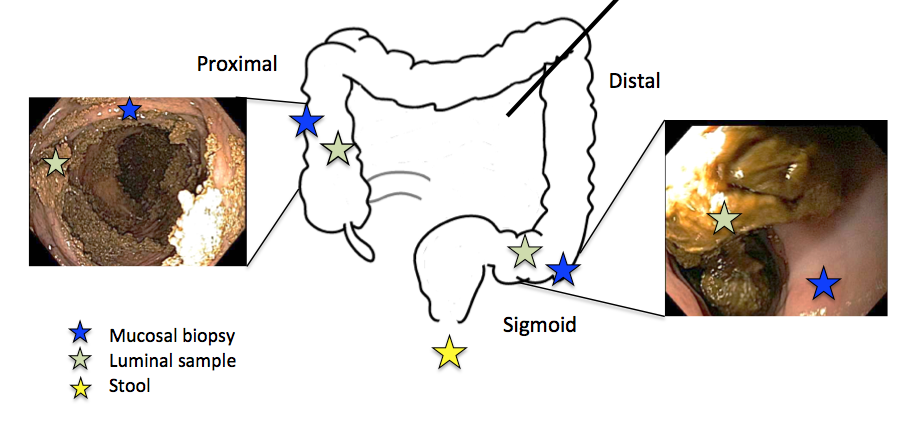 Proximal
Distal
Sigmoid
Mucosal biopsy
Luminal sample
Stool